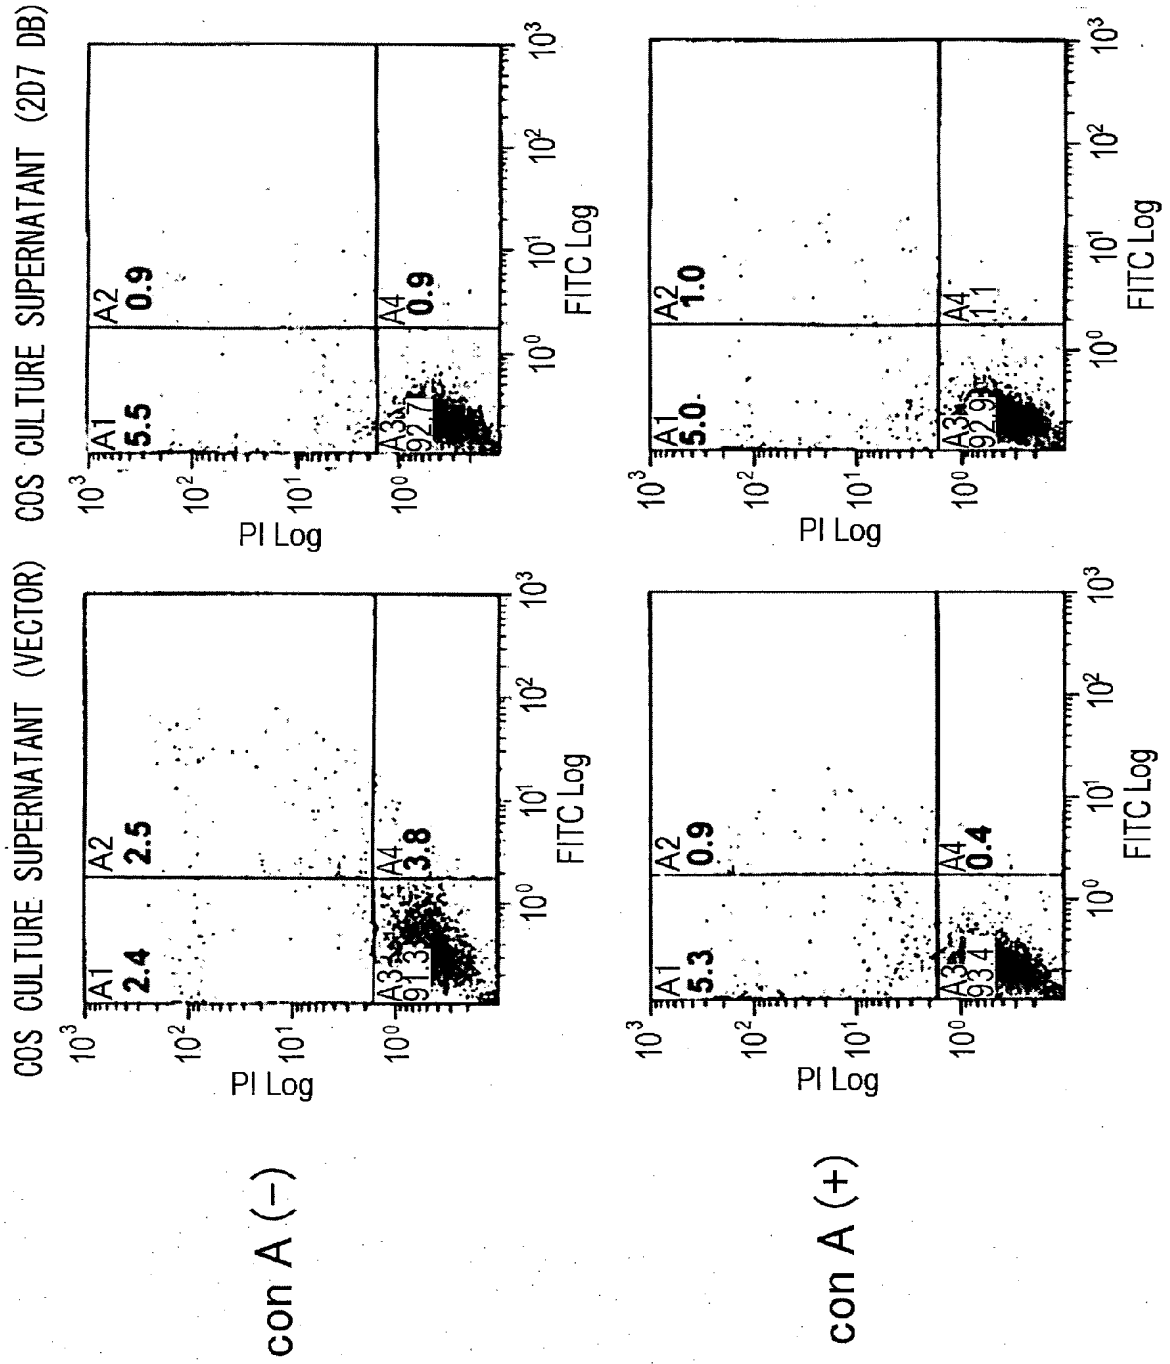 COS CULTURE SUPERNATANT (VECTOR)
COS CULTURE SUPERNATANT (2D7 DB)
con A (−)
10³
10²
10¹
10⁰
PI Log
A1
2.4
A2
2.5
A3
91.3
A4
3.8
10⁰
10¹
10²
10³
FITC Log
10³
10²
10¹
10⁰
PI Log
A1
5.5
A2
0.9
A3
92.7
A4
0.9
10⁰
10¹
10²
10³
FITC Log
con A (+)
10³
10²
10¹
10⁰
PI Log
A1
5.3
A2
0.9
A3
93.4
A4
0.4
10⁰
10¹
10²
10³
FITC Log
10³
10²
10¹
10⁰
PI Log
A1
5.0
A2
1.0
A3
92.9
A4
1.1
10⁰
10¹
10²
10³
FITC Log